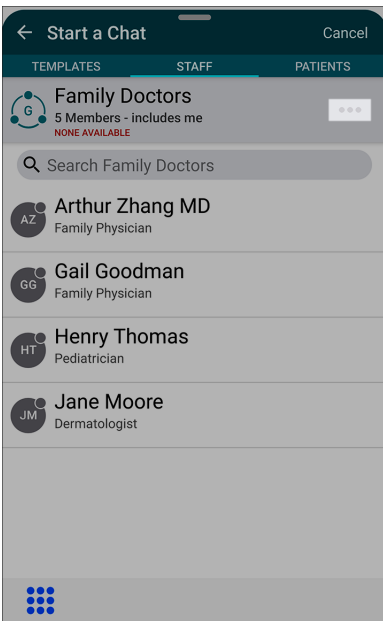 Start a Chat
Cancel
TEMPLATES
STAFF
PATIENTS
G
Family Doctors
5 Members - includes me
NONE AVAILABLE
Search Family Doctors
AZ
Arthur Zhang MD
Family Physician
GG
Gail Goodman
Family Physician
HT
Henry Thomas
Pediatrician
JM
Jane Moore
Dermatologist